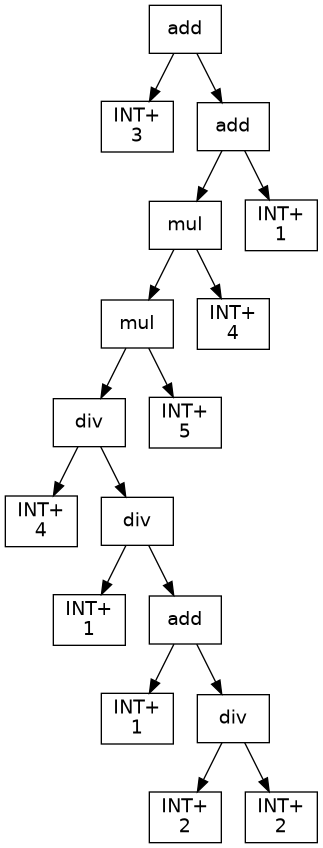 add
INT+
3
add
mul
INT+
1
mul
INT+
4
div
INT+
5
INT+
4
div
INT+
1
add
INT+
1
div
INT+
2
INT+
2